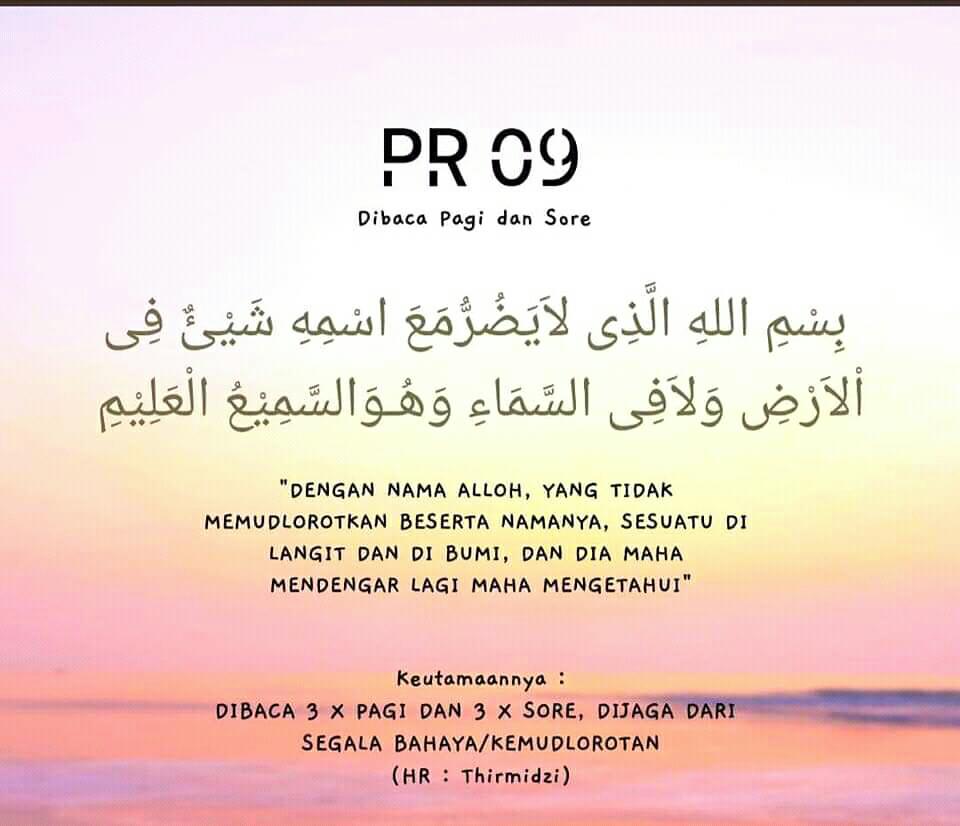 PR 09
Dibaca Pagi dan Sore
بِسْمِ اللهِ الَّذِى لاَيَضُرُّمَعَ اسْمِهِ شَيْئٌ فِى
اْلاَرْضِ وَلاَفِى السَّمَاءِ وَهُوَالسَّمِيْعُ الْعَلِيْمِ
"DENGAN NAMA ALLOH, YANG TIDAK
MEMUDLOROTKAN BESERTA NAMANYA, SESUATU DI
LANGIT DAN DI BUMI, DAN DIA MAHA
MENDENGAR LAGI MAHA MENGETAHUI"
Keutamaannya :
DIBACA 3 X PAGI DAN 3 X SORE, DIJAGA DARI
SEGALA BAHAYA/KEMUDLOROTAN
(HR : Thirmidzi)